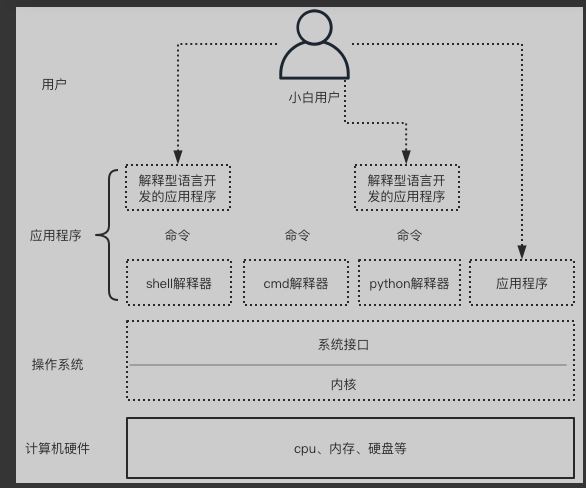 用户
小白用户
解释型语言开
发的应用程序
解释型语言开
发的应用程序
应用程序
命令
命令
命令
shell解释器
cmd解释器
python解释器
应用程序
操作系统
系统接口
内核
计算机硬件
cpu、内存、硬盘等